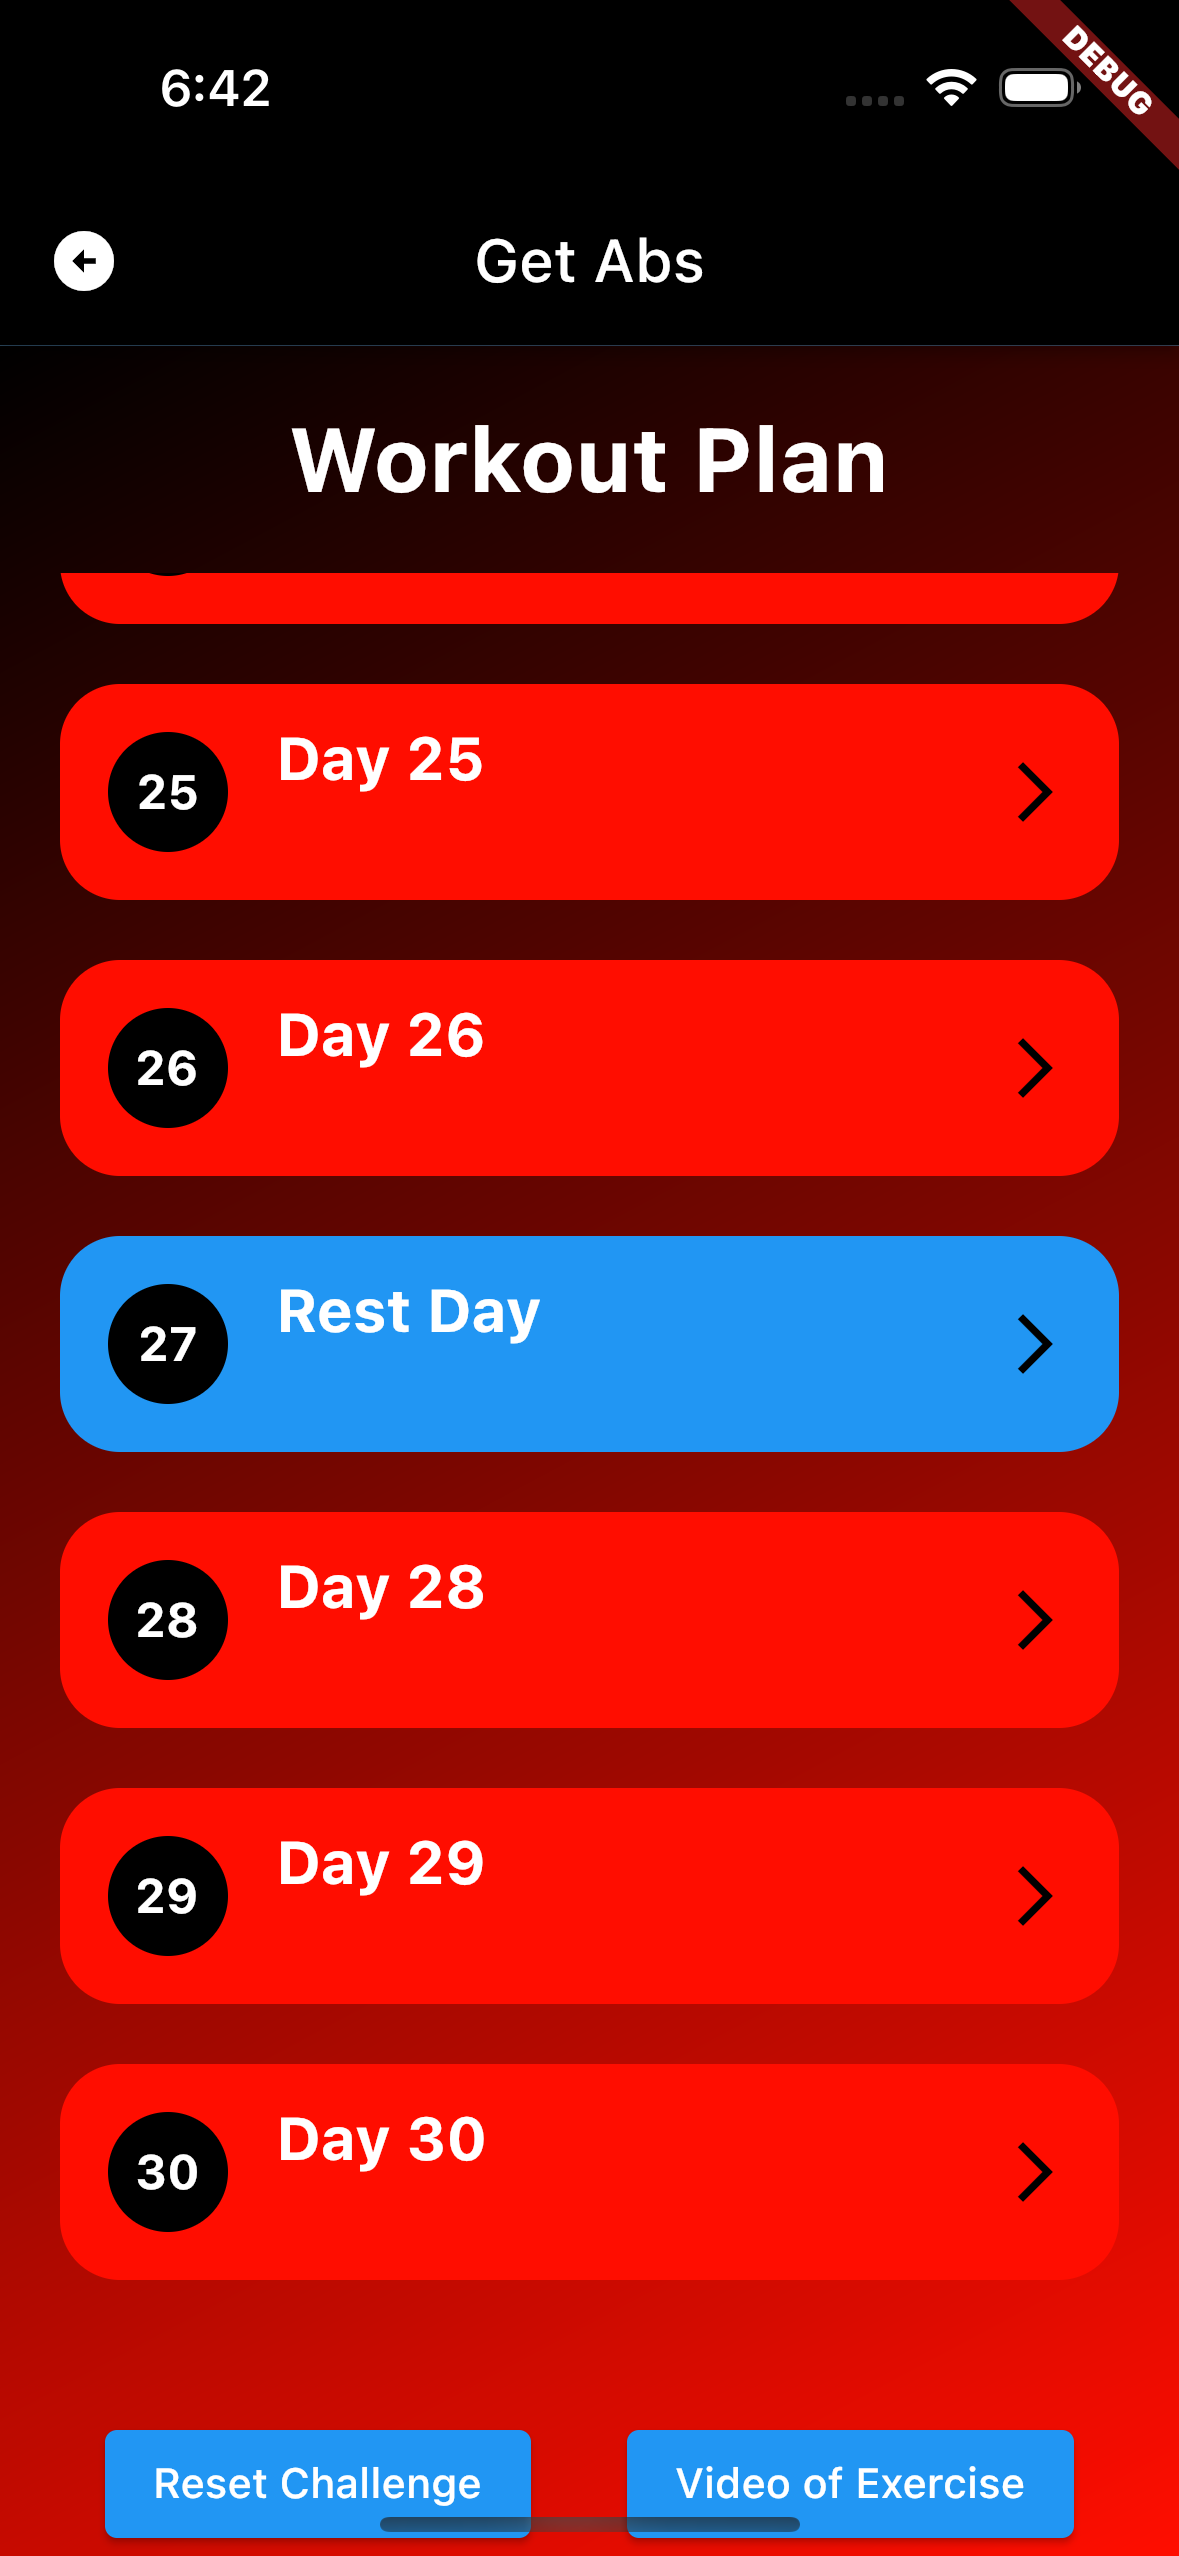 6:42
DEBUG
Get Abs
Workout Plan
Day 25
25
Day 26
26
Rest Day
27
Day 28
28
Day 29
29
Day 30
30
Reset Challenge
Video of Exercise